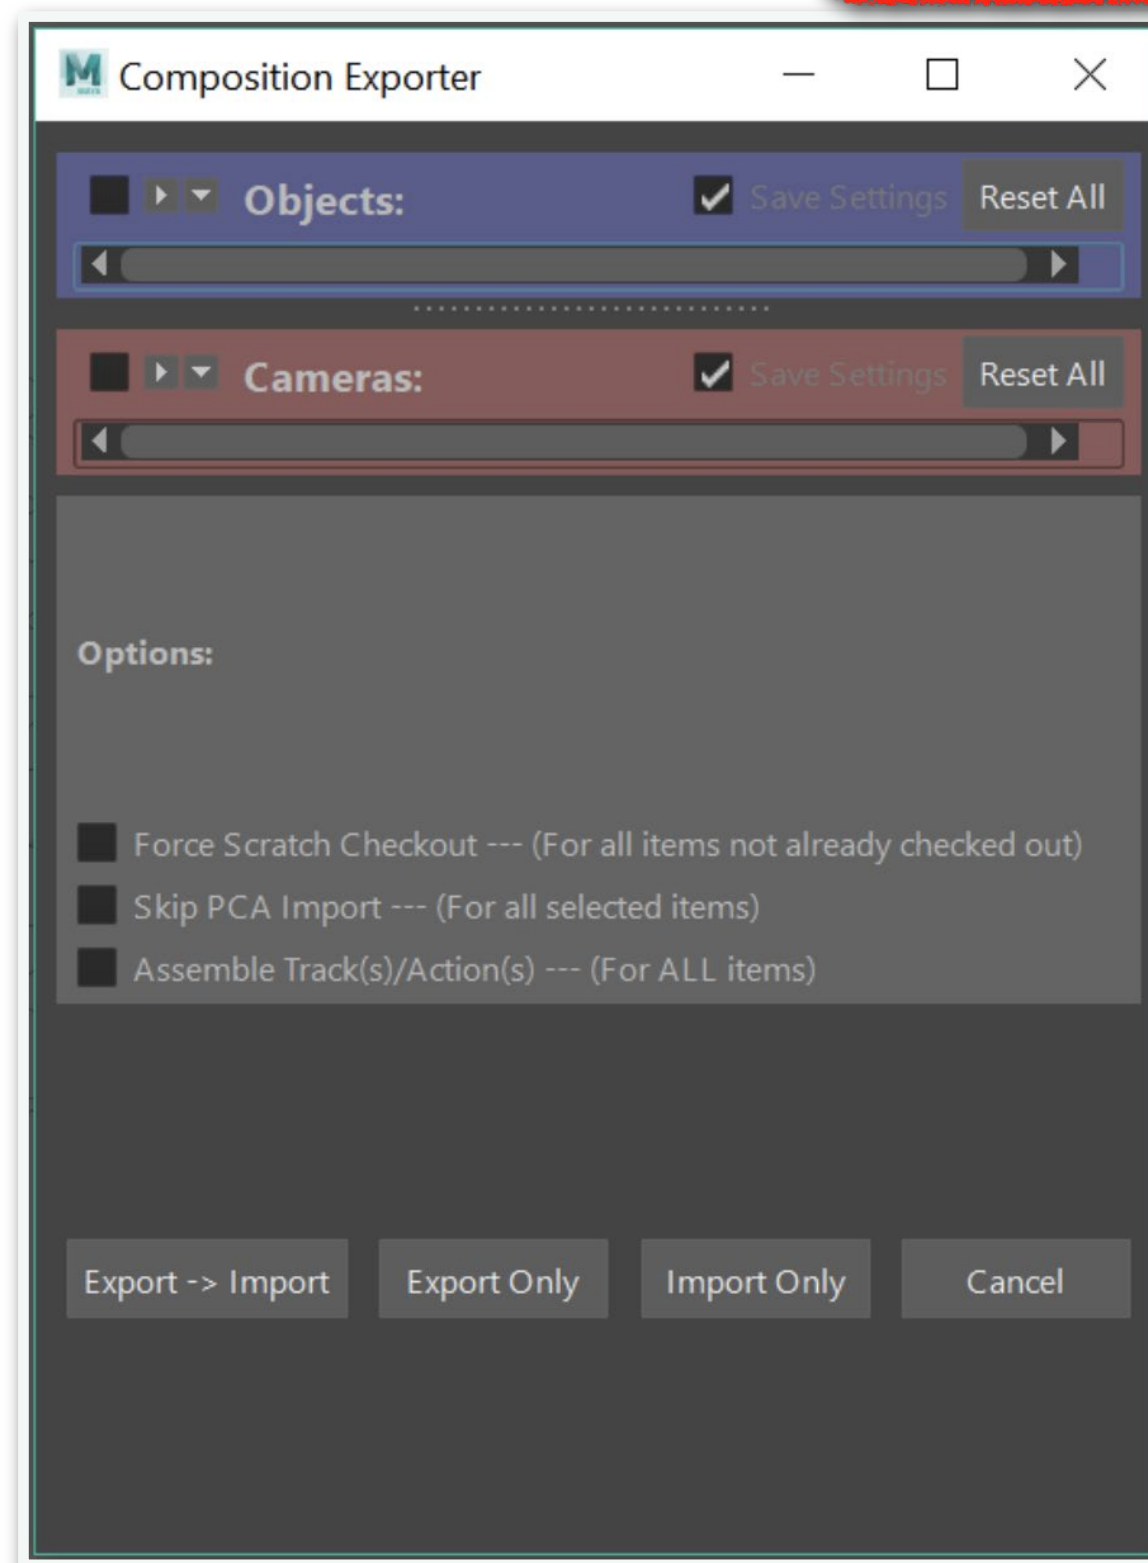 Composition Exporter
Objects: Save Settings Reset All
Cameras: Save Settings Reset All
Options:
Force Scratch Checkout --- (For all items not already checked out)
Skip PCA Import --- (For all selected items)
Assemble Track(s)/Action(s) --- (For ALL items)
Export -> Import Export Only Import Only Cancel